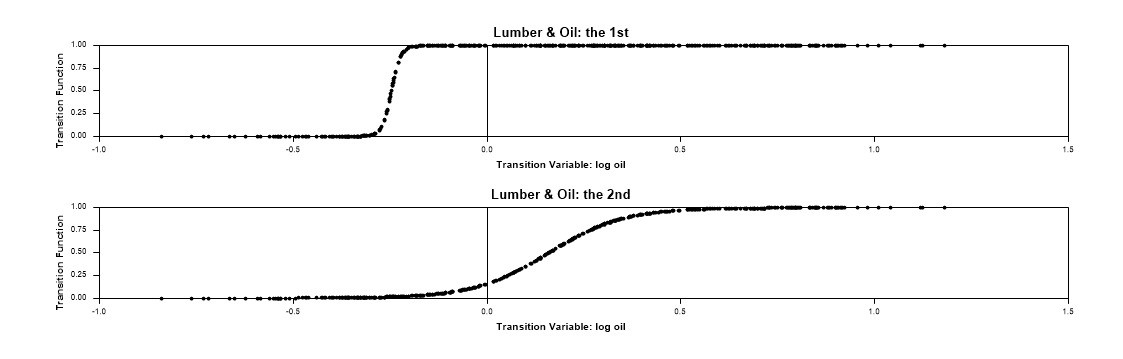 Lumber & Oil: the 1st
Transition Function
1.00
0.75
0.50
0.25
0.00
-1.0 -0.5 0.0 0.5 1.0 1.5
Transition Variable: log oil
Lumber & Oil: the 2nd
Transition Function
1.00
0.75
0.50
0.25
0.00
-1.0 -0.5 0.0 0.5 1.0 1.5
Transition Variable: log oil